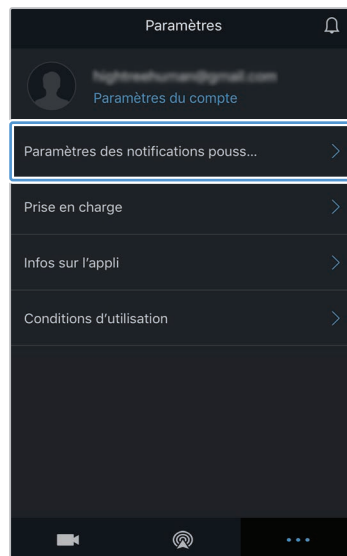 Paramètres
Paramètres du compte
Paramètres des notifications pouss...
Prise en charge
Infos sur l'appli
Conditions d'utilisation